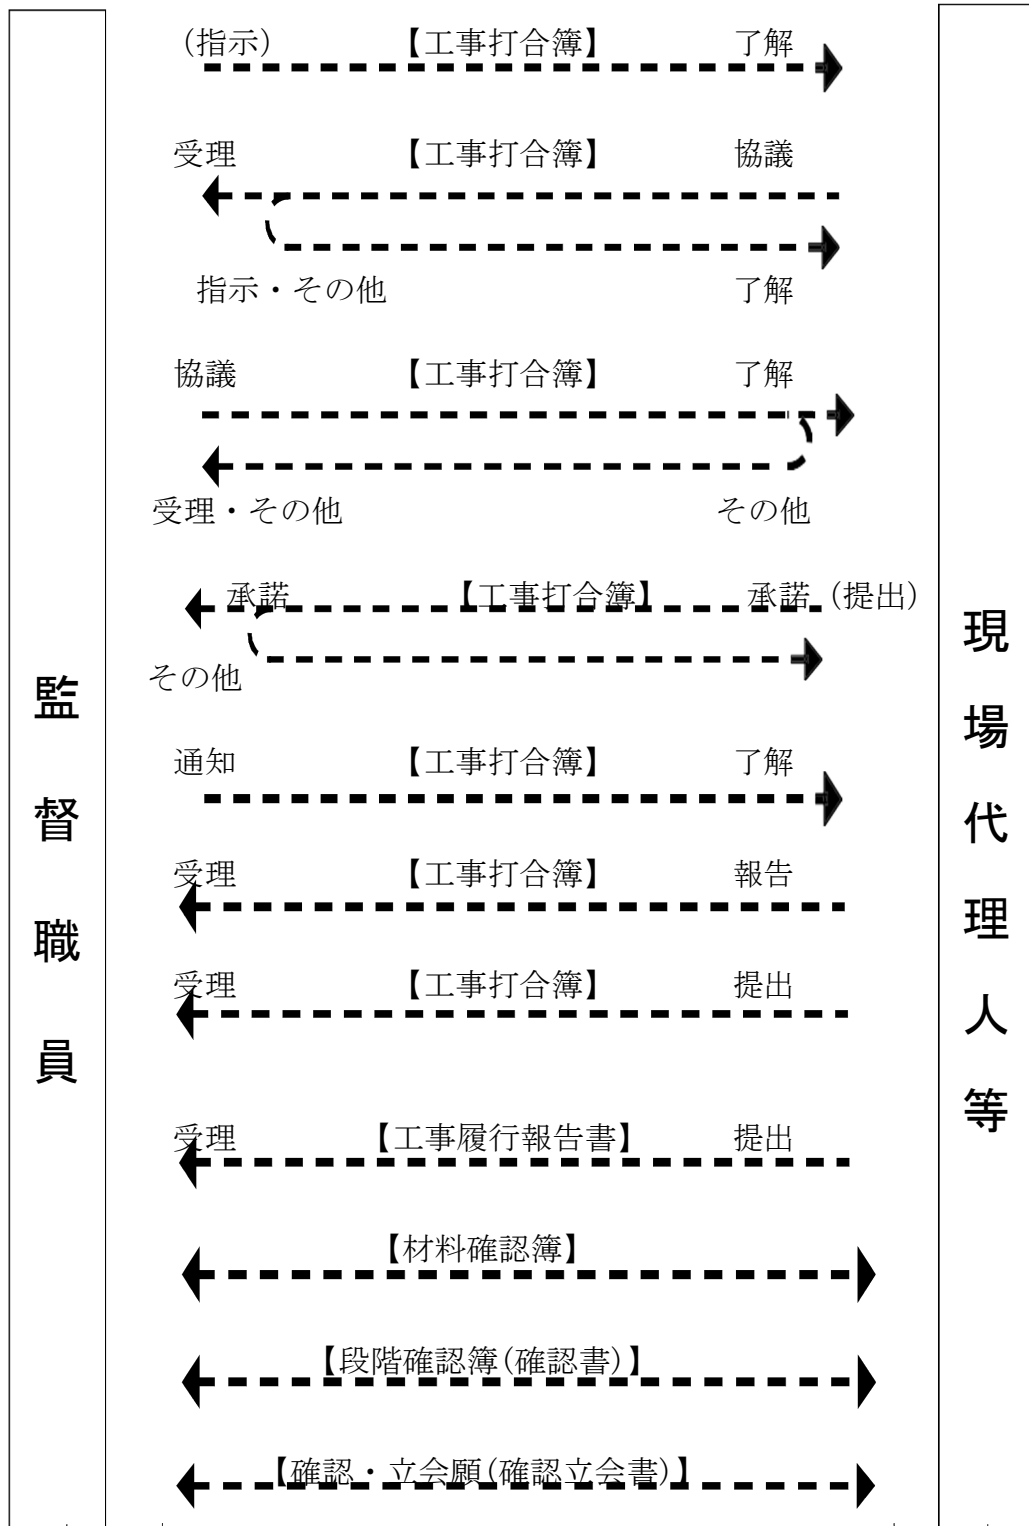 (指示) 【工事打合簿】 了解
受理 【工事打合簿】 協議
指示・その他 了解
協議 【工事打合簿】 了解
受理・その他 その他
承諾 【工事打合簿】 承諾(提出)
その他
通知 【工事打合簿】 了解
受理 【工事打合簿】 報告
受理 【工事打合簿】 提出
受理 【工事履行報告書】 提出
【材料確認簿】
【段階確認簿(確認書)】
【確認・立会願(確認立会書)】
監督職員
現場代理人等